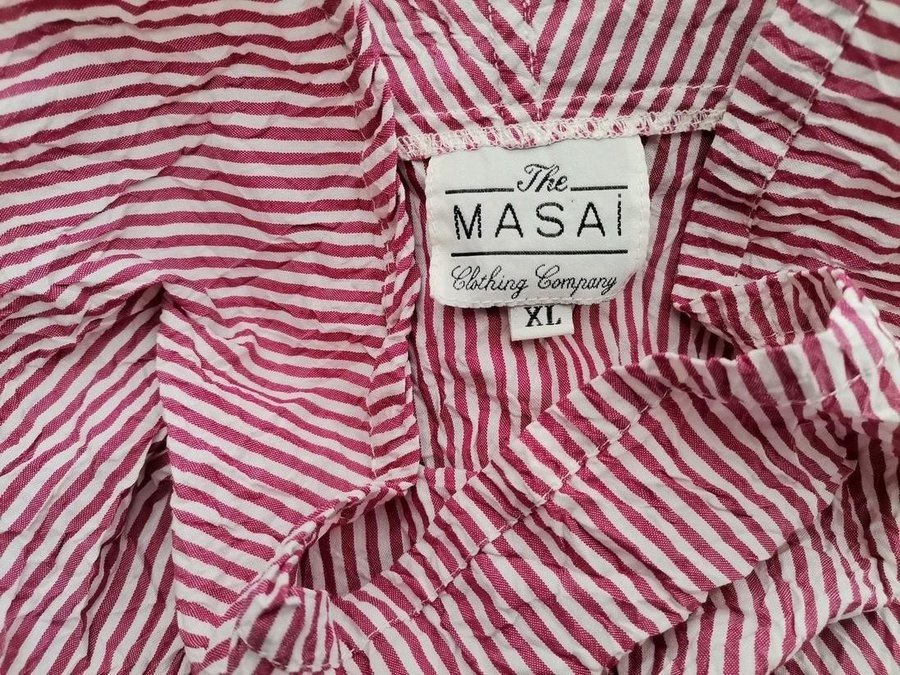 The
MASAi
Clothing Company
XL